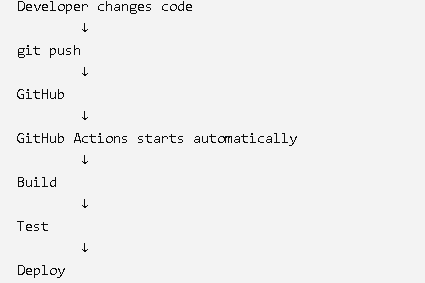 Developer changes code
↓
git push
↓
GitHub
↓
GitHub Actions starts automatically
↓
Build
↓
Test
↓
Deploy